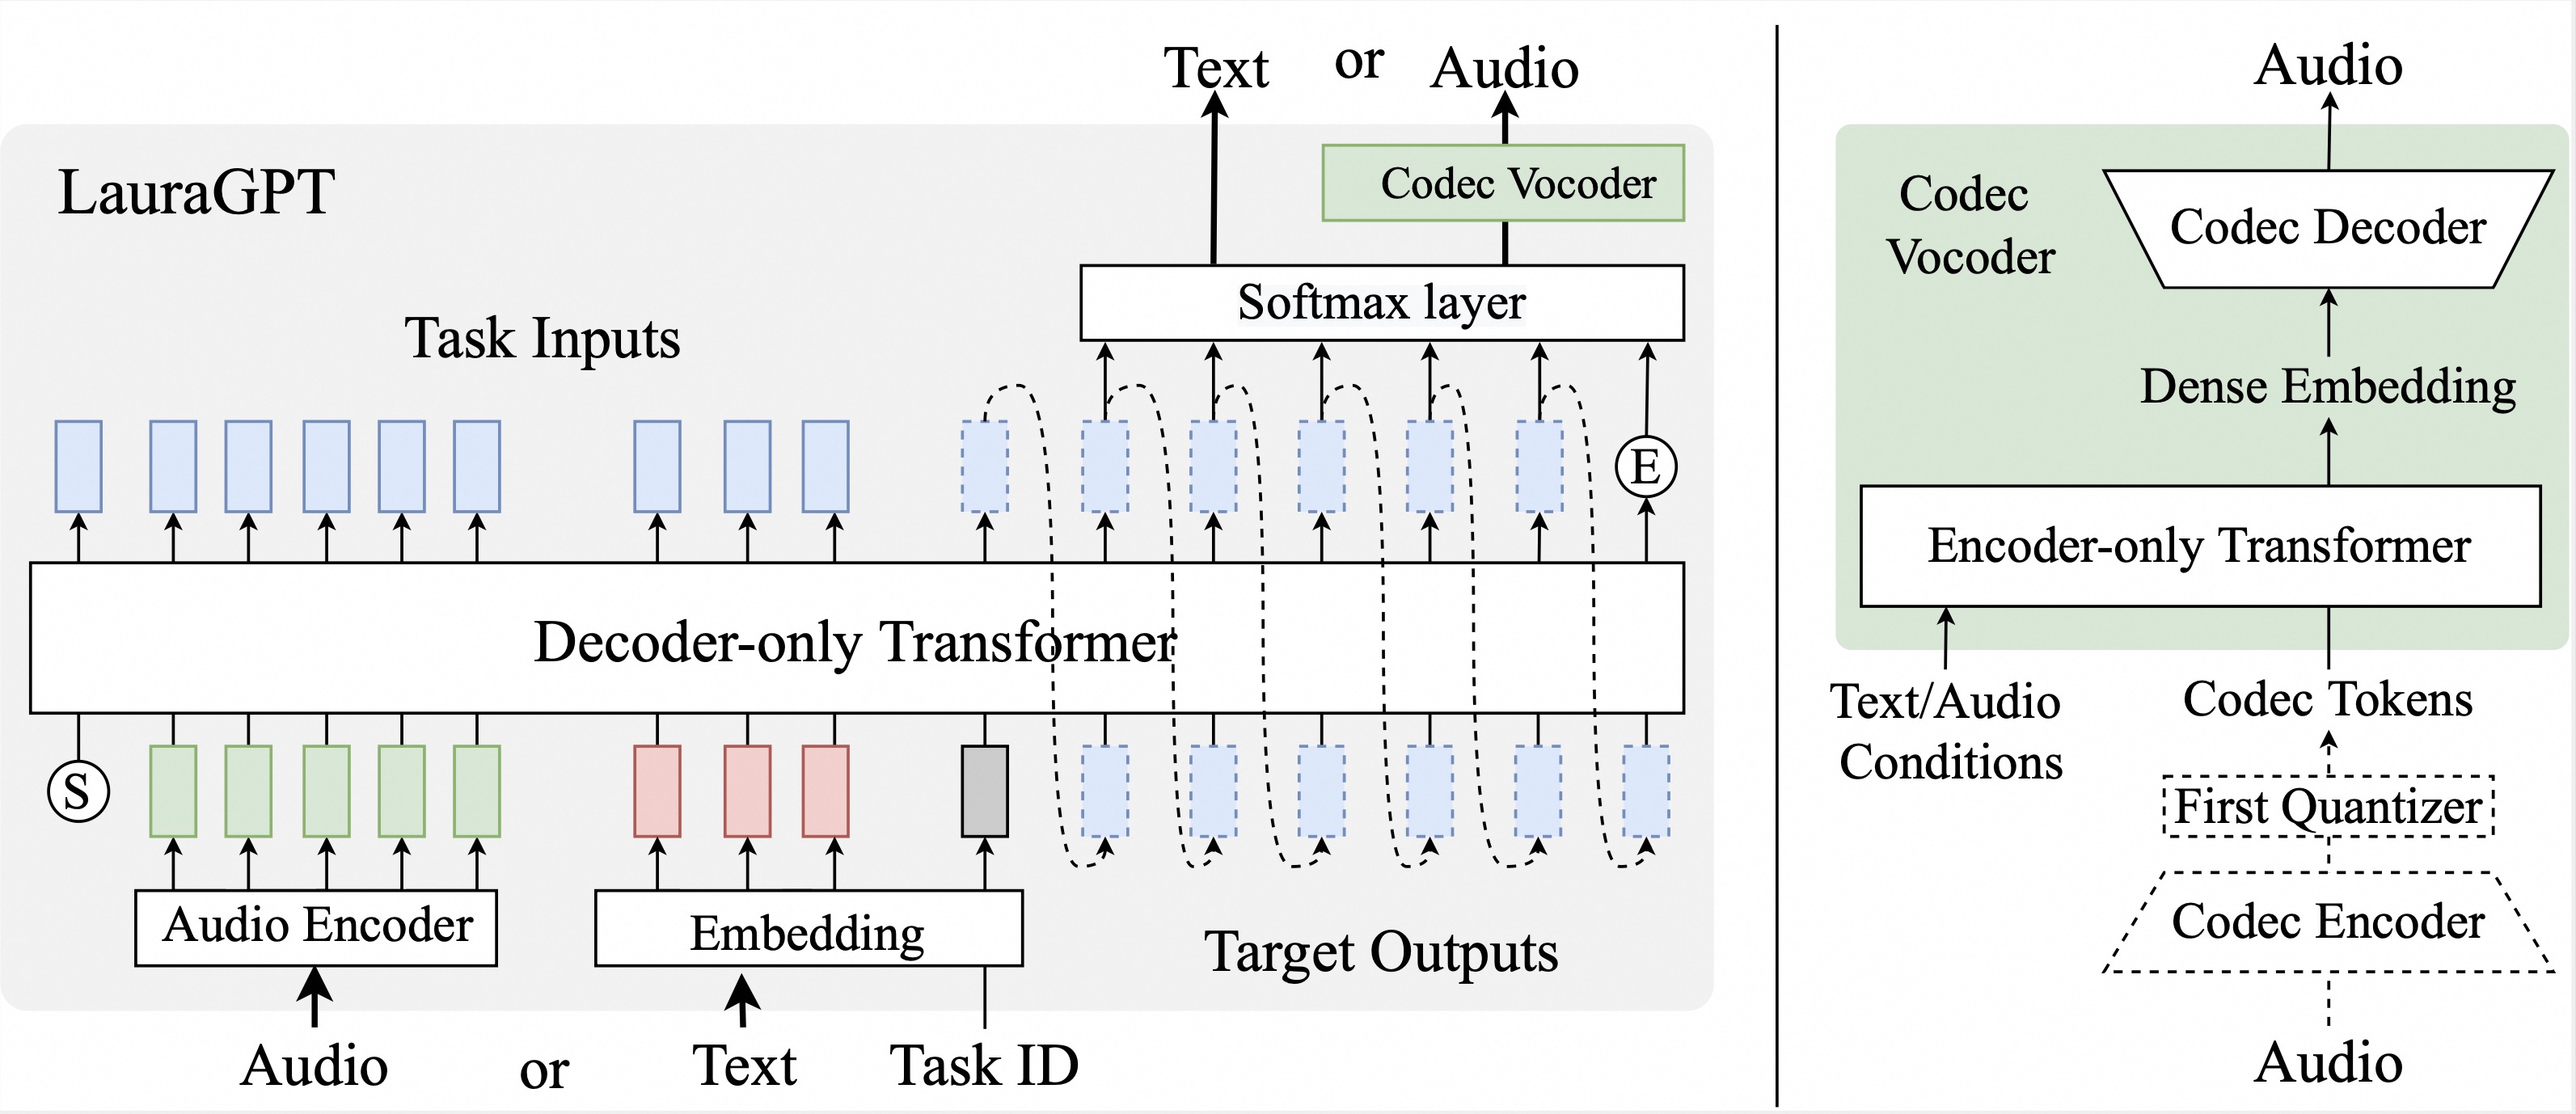 Text or Audio
Codec Vocoder
LauraGPT
Softmax layer
Task Inputs
E
Decoder-only Transformer
S
Audio Encoder
Embedding
Target Outputs
Audio or Text Task ID
Audio
Codec
Vocoder
Codec Decoder
Dense Embedding
Encoder-only Transformer
Text/Audio
Conditions
Codec Tokens
First Quantizer
Codec Encoder
Audio